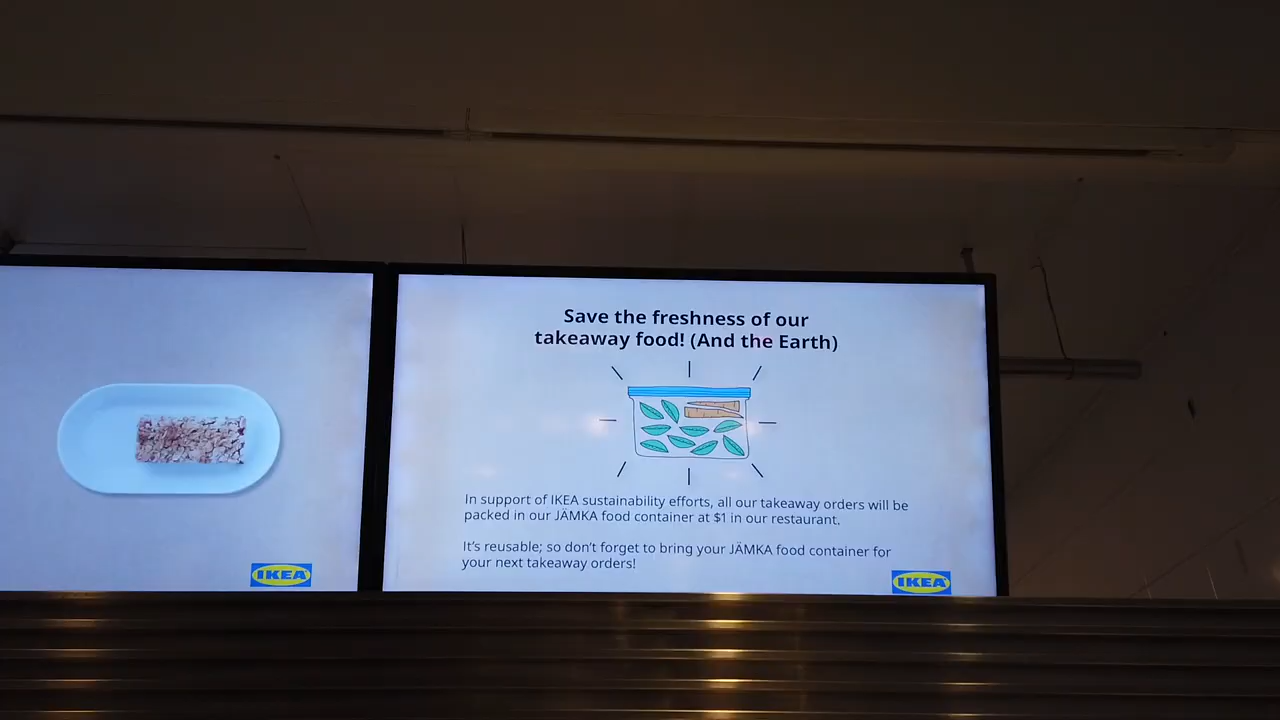 Save the freshness of our
takeaway food! (And the Earth)
In support of IKEA sustainability efforts, all our takeaway orders will be
packed in our JÄMKA food container at $1 in our restaurant.
It's reusable; so don't forget to bring your JÄMKA food container for
your next takeaway orders!
IKEA
IKEA